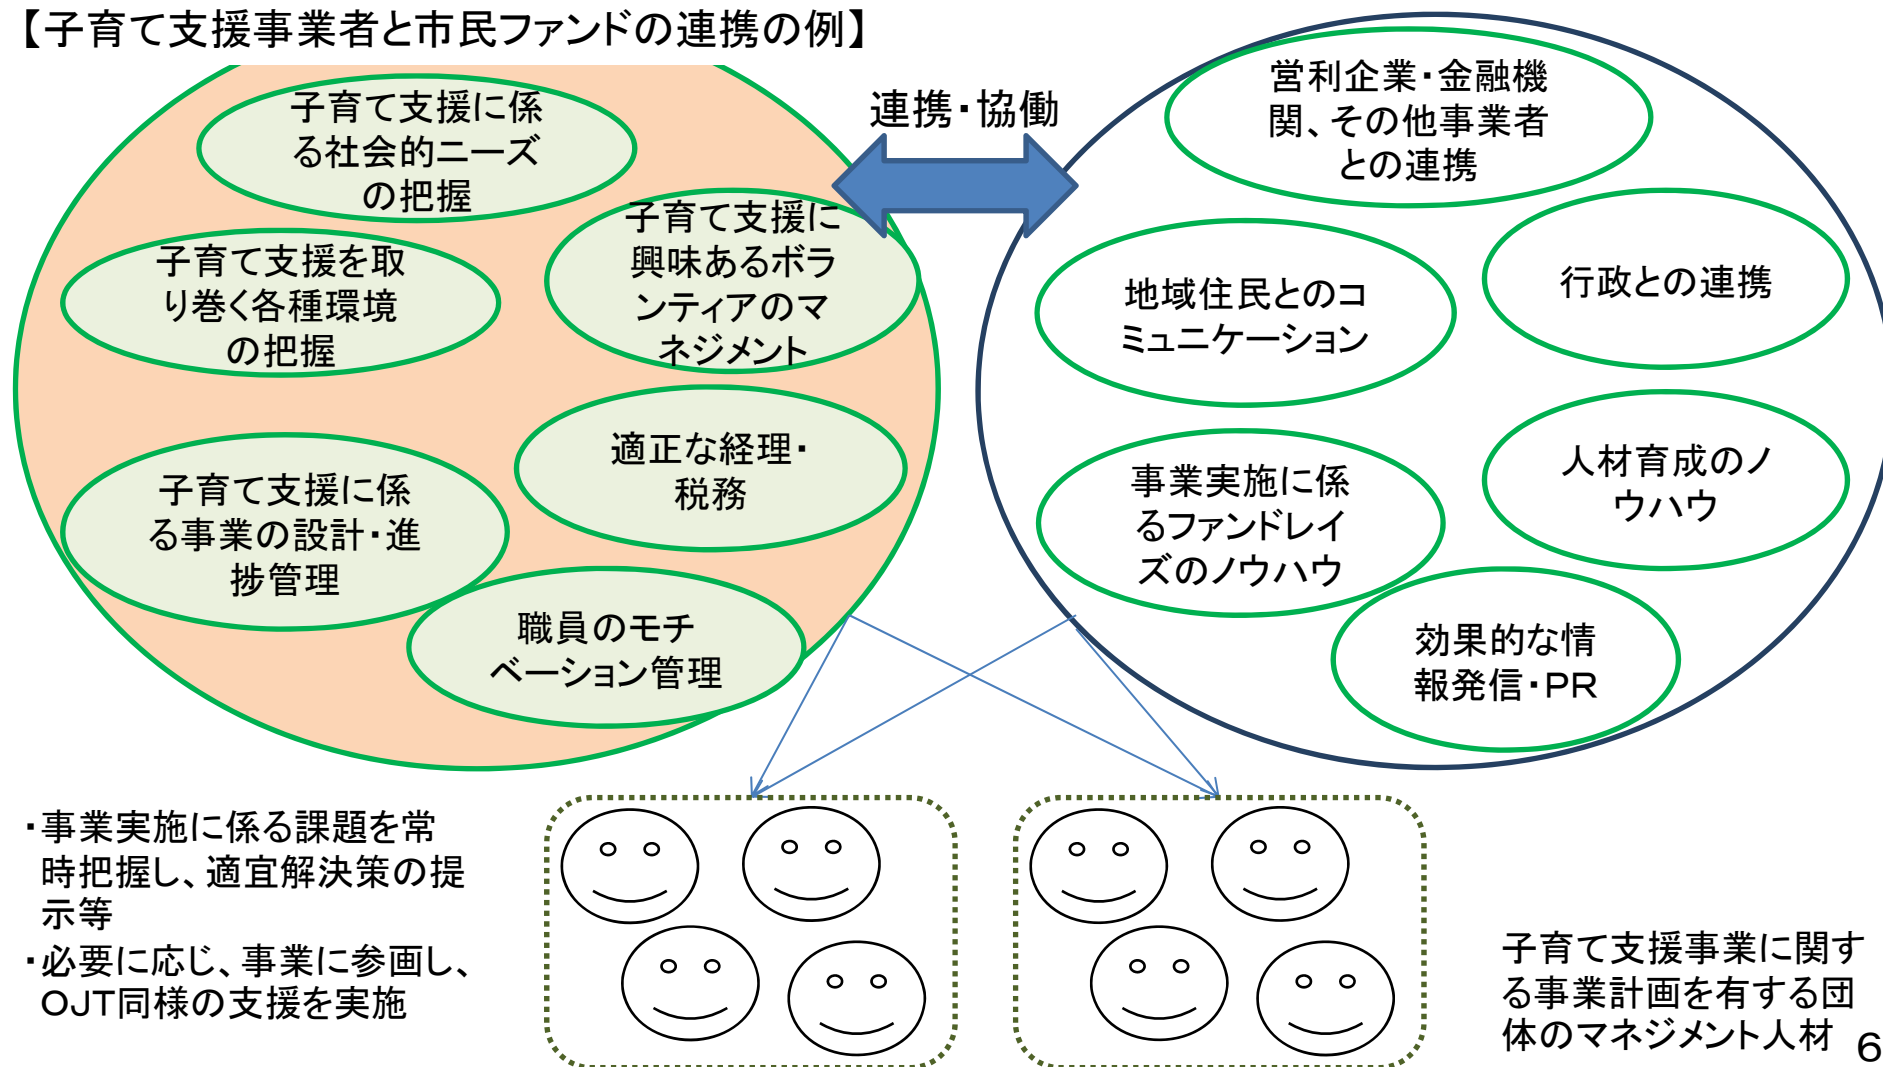 【子育て支援事業者と市民ファンドの連携の例】
子育て支援に係
る社会的ニーズ
の把握
子育て支援を取
り巻く各種環境
の把握
子育て支援に
興味あるボラ
ンティアのマ
ネジメント
適正な経理・
税務
子育て支援に係
る事業の設計・進
捗管理
職員のモチ
ベーション管理
連携・協働
営利企業・金融機
関、その他事業者
との連携
地域住民とのコ
ミュニケーション
行政との連携
事業実施に係
るファンドレイ
ズのノウハウ
人材育成のノ
ウハウ
効果的な情
報発信・PR
・事業実施に係る課題を常
時把握し、適宜解決策の提
示等
・必要に応じ、事業に参画し、
OJT同様の支援を実施
子育て支援事業に関す
る事業計画を有する団
体のマネジメント人材
6